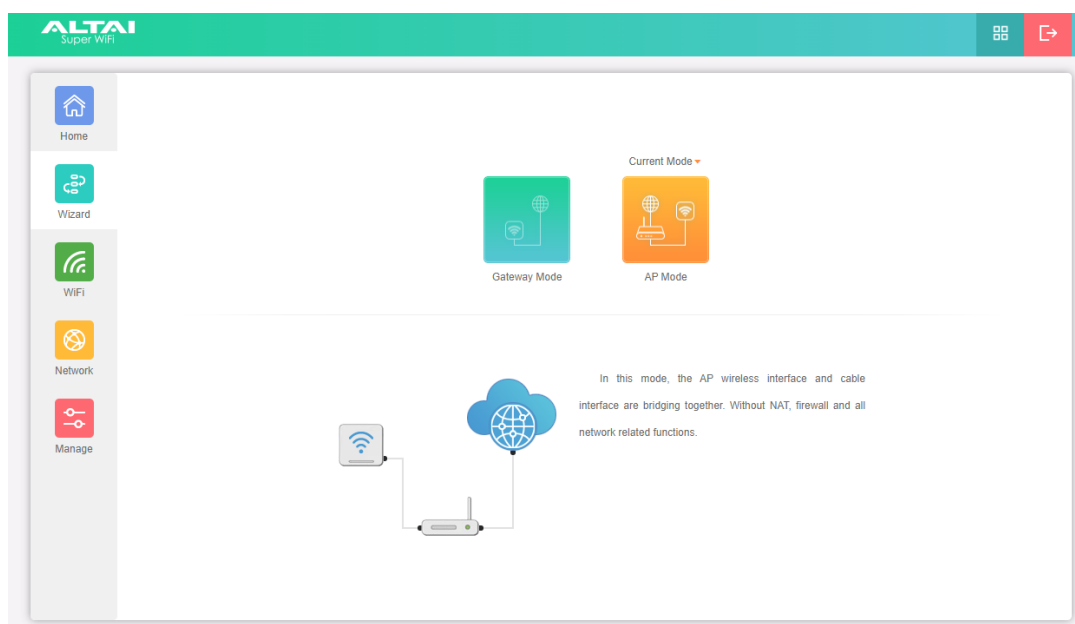 ALTAI
Super WiFi
Home
Wizard
WiFi
Network
Manage
Current Mode
Gateway Mode
AP Mode
In this mode, the AP wireless interface and cable
interface are bridging together. Without NAT, firewall and all
network related functions.